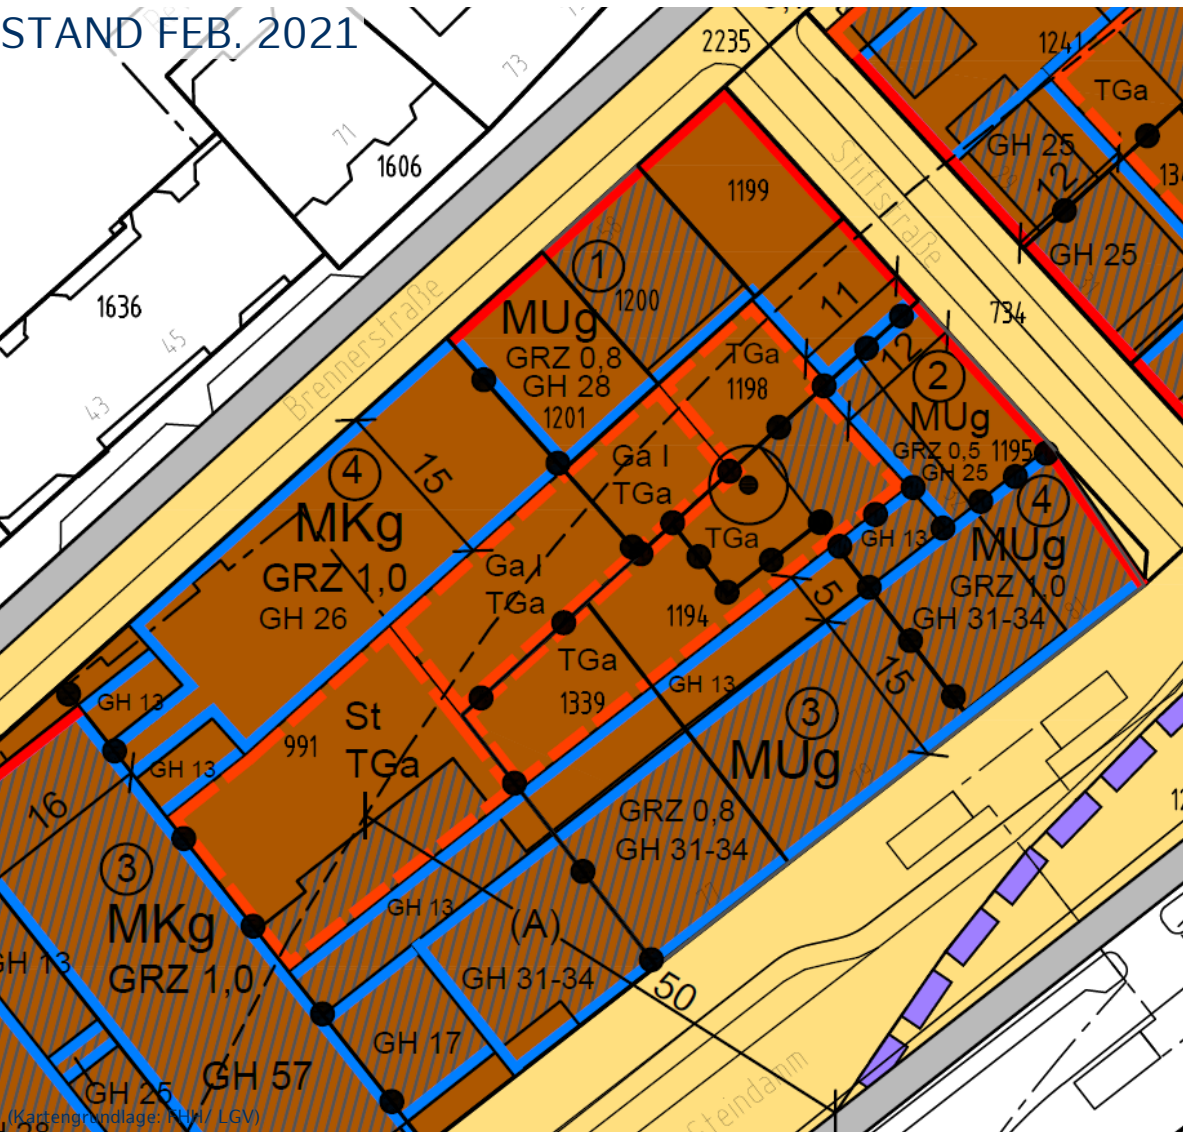 STAND FEB. 2021
2235
1241
TGa
73
71
1606
GH 25
12
29
134
Stiftstraße
1199
58
GH 25
1
1636
1200
11
734
45
Brennerstraße
MUg
GRZ 0,8
GH 28
1201
TGa
1198
12
2
MUg
GRZ 0,5
1195
GH 25
43
4
15
MKg
GRZ 1,0
GH 26
Ga I
TGa
TGa
GH 13
4
MUg
GRZ 1,0
GH 31-34
Ga I
TGa
5
1194
15
TGa
1339
GH 13
GH 13
3
MUg
St
TGa
991
GH 13
GRZ 0,8
GH 31-34
16
3
MKg
GRZ 1,0
GH 13
(A)
GH 13
GH 31-34
50
GH 17
GH 57
GH 25
Steindamm
(Kartengrundlage: FHH/ LGV)